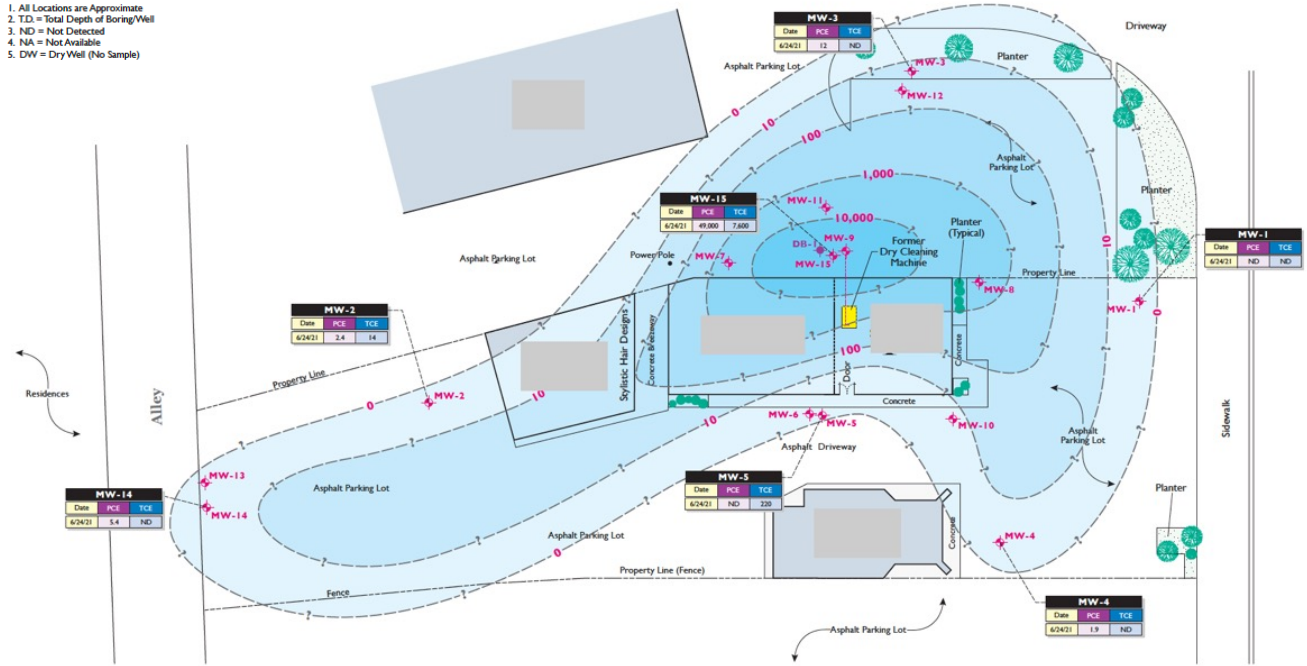 1. All Locations are Approximate
2. T.D. = Total Depth of Boring/Well
3. ND = Not Detected
4. NA = Not Available
5. DW = Dry Well (No Sample)
MW-3
Date PCE TCE
6/24/21 12 ND
Driveway
Asphalt Parking Lot
MW-3
Planter
MW-12
0
10
100
Asphalt
Parking Lot
1,000
Planter
MW-15
Date PCE TCE
6/24/21 49,000 7,600
MW-11
10,000
Planter
(Typical)
MW-1
Date PCE TCE
6/24/21 ND ND
DB-1
MW-9
Former
Dry Cleaning
Machine
10
Asphalt Parking Lot
Power Pole
MW-7
MW-15
Property Line
MW-8
MW-1
0
MW-2
Date PCE TCE
6/24/21 2.4 14
Stylistic Hair Designs
Concrete Breezeway
100
Door
Concrete
Property Line
Residences
Alley
0
MW-2
10
Concrete
10
MW-6
MW-5
MW-10
Sidewalk
Asphalt Driveway
Asphalt
Parking Lot
MW-13
MW-5
Date PCE TCE
6/24/21 ND 220
Asphalt Parking Lot
Planter
MW-14
Date PCE TCE
6/24/21 5.4 ND
MW-14
Asphalt Parking Lot
0
Concrete
MW-4
Property Line (Fence)
Fence
MW-4
Date PCE TCE
6/24/21 1.9 ND
Asphalt Parking Lot